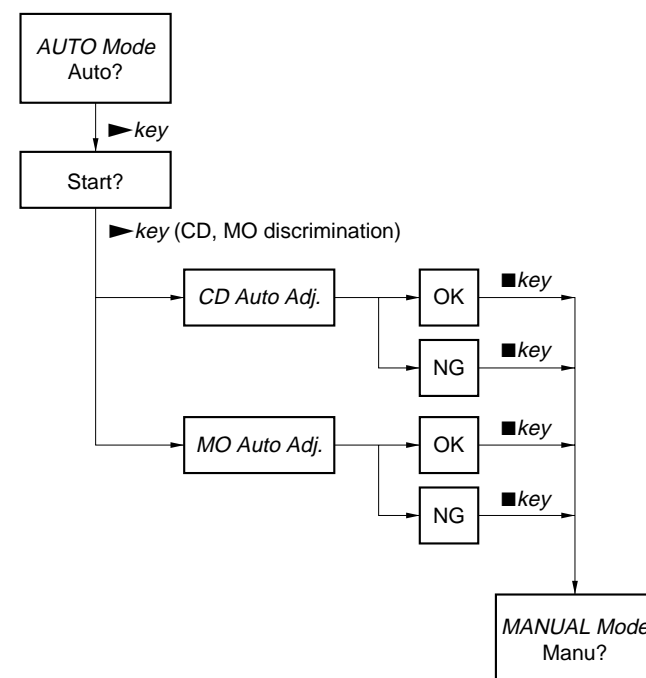 AUTO Mode
Auto?
►key
Start?
►key (CD, MO discrimination)
CD Auto Adj.
OK
■key
NG
■key
MO Auto Adj.
OK
■key
NG
■key
MANUAL Mode
Manu?